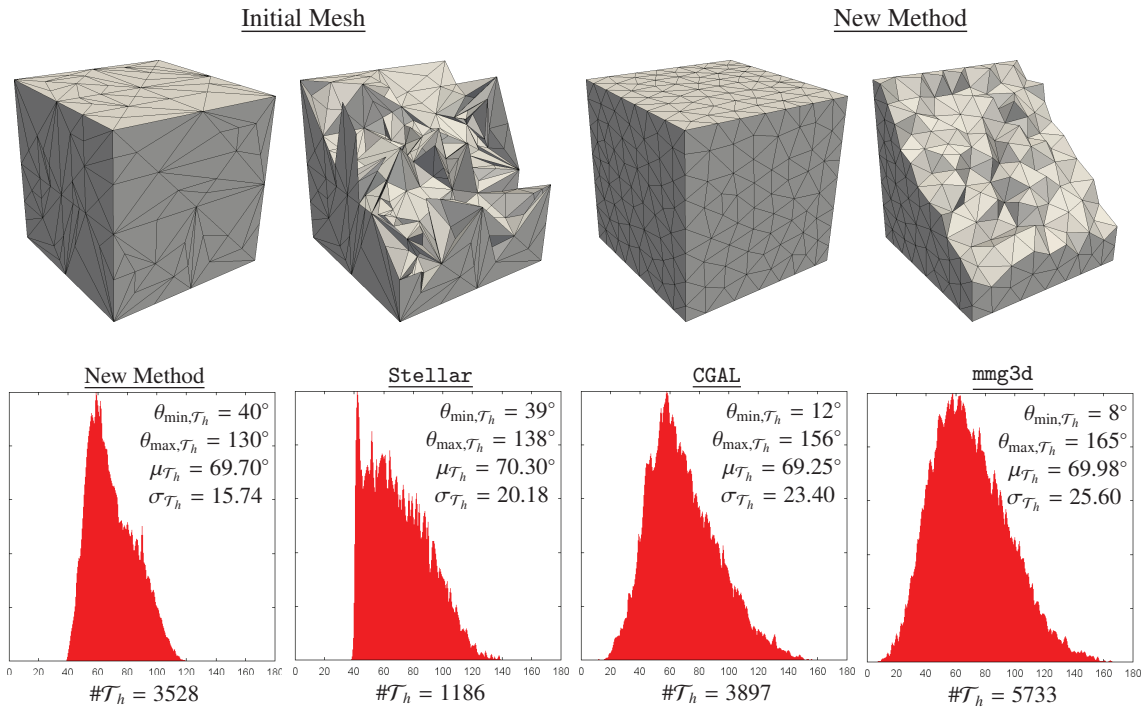 Initial Mesh
New Method
New Method
θmin,𝒯h = 40°
θmax,𝒯h = 130°
μ𝒯h = 69.70°
σ𝒯h = 15.74
0 20 40 60 80 100 120 140 160
#𝒯h = 3528
Stellar
θmin,𝒯h = 39°
θmax,𝒯h = 138°
μ𝒯h = 70.30°
σ𝒯h = 20.18
0 20 40 60 80 100 120 140 160 180
#𝒯h = 1186
CGAL
θmin,𝒯h = 12°
θmax,𝒯h = 156°
μ𝒯h = 69.25°
σ𝒯h = 23.40
0 20 40 60 80 100 120 140 160 180
#𝒯h = 3897
mmg3d
θmin,𝒯h = 8°
θmax,𝒯h = 165°
μ𝒯h = 69.98°
σ𝒯h = 25.60
0 20 40 60 80 100 120 140 160 180
#𝒯h = 5733